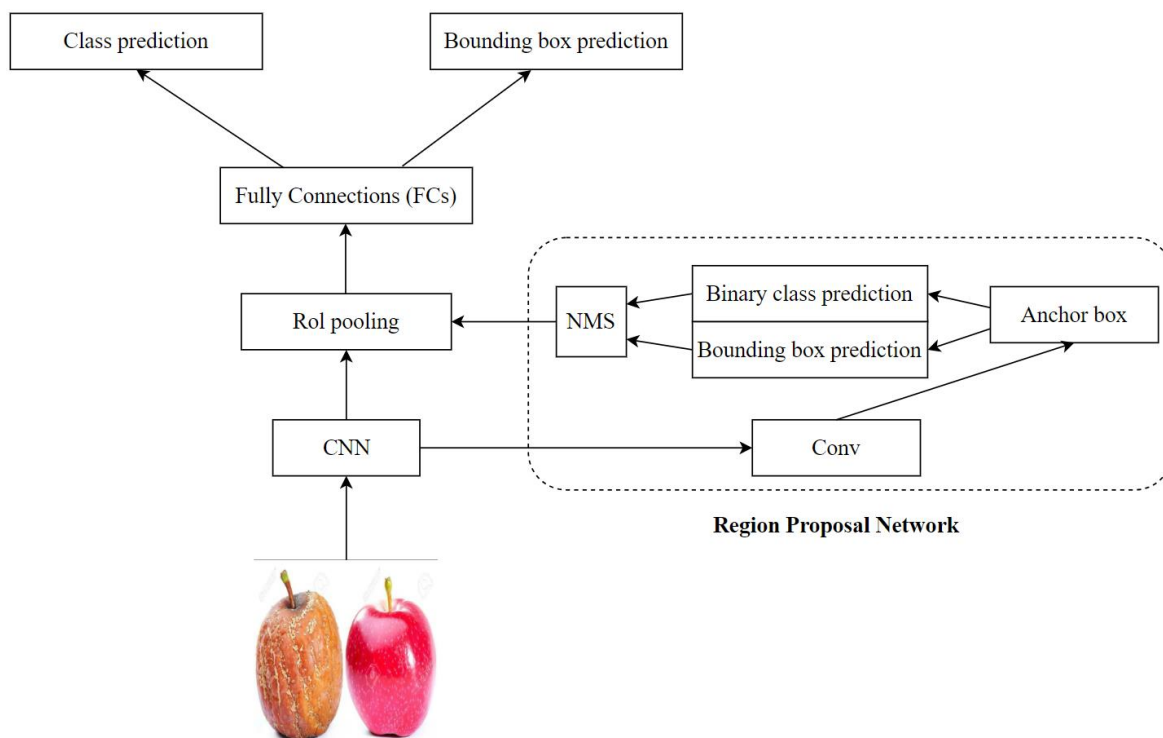 Class prediction
Bounding box prediction
Fully Connections (FCs)
Binary class prediction
RoI pooling
NMS
Anchor box
Bounding box prediction
CNN
Conv
Region Proposal Network